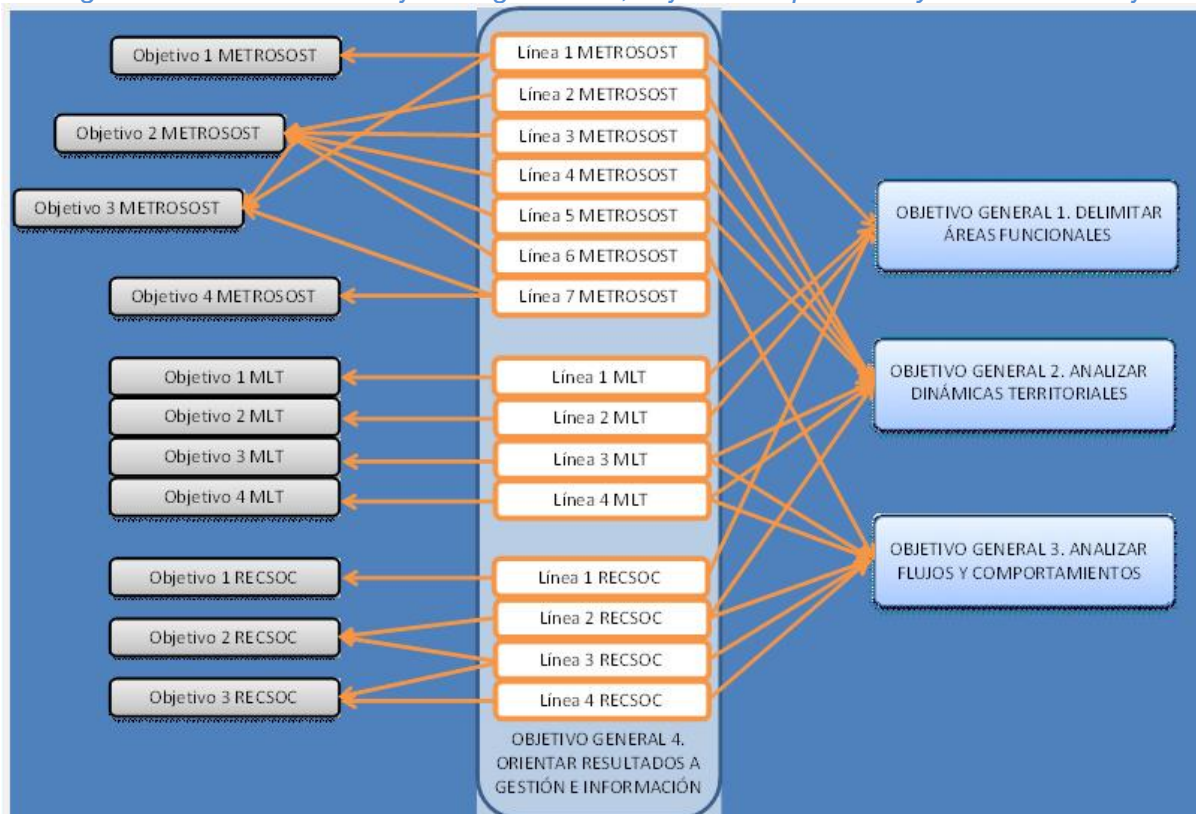 Objetivo 1 METROSOST
Objetivo 2 METROSOST
Objetivo 3 METROSOST
Objetivo 4 METROSOST
Objetivo 1 MLT
Objetivo 2 MLT
Objetivo 3 MLT
Objetivo 4 MLT
Objetivo 1 RECSOC
Objetivo 2 RECSOC
Objetivo 3 RECSOC
Línea 1 METROSOST
Línea 2 METROSOST
Línea 3 METROSOST
Línea 4 METROSOST
Línea 5 METROSOST
Línea 6 METROSOST
Línea 7 METROSOST
Línea 1 MLT
Línea 2 MLT
Línea 3 MLT
Línea 4 MLT
Línea 1 RECSOC
Línea 2 RECSOC
Línea 3 RECSOC
Línea 4 RECSOC
OBJETIVO GENERAL 4.
ORIENTAR RESULTADOS A
GESTIÓN E INFORMACIÓN
OBJETIVO GENERAL 1. DELIMITAR
ÁREAS FUNCIONALES
OBJETIVO GENERAL 2. ANALIZAR
DINÁMICAS TERRITORIALES
OBJETIVO GENERAL 3. ANALIZAR
FLUJOS Y COMPORTAMIENTOS